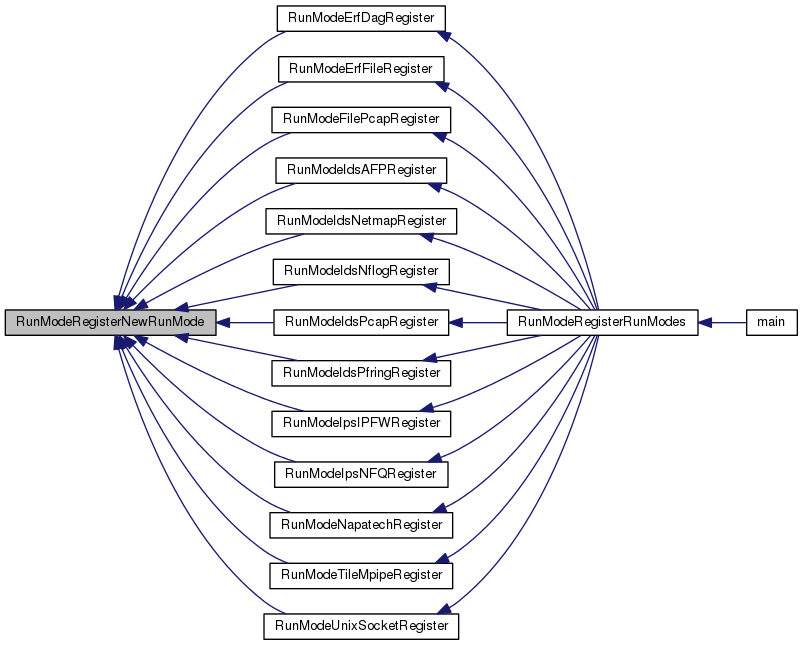 RunModeErfDagRegister
RunModeErfFileRegister
RunModeFilePcapRegister
RunModeIdsAFPRegister
RunModeIdsNetmapRegister
RunModeIdsNflogRegister
RunModeRegisterNewRunMode
RunModeIdsPcapRegister
RunModeRegisterRunModes
main
RunModeIdsPfringRegister
RunModeIpsIPFWRegister
RunModeIpsNFQRegister
RunModeNapatechRegister
RunModeTileMpipeRegister
RunModeUnixSocketRegister